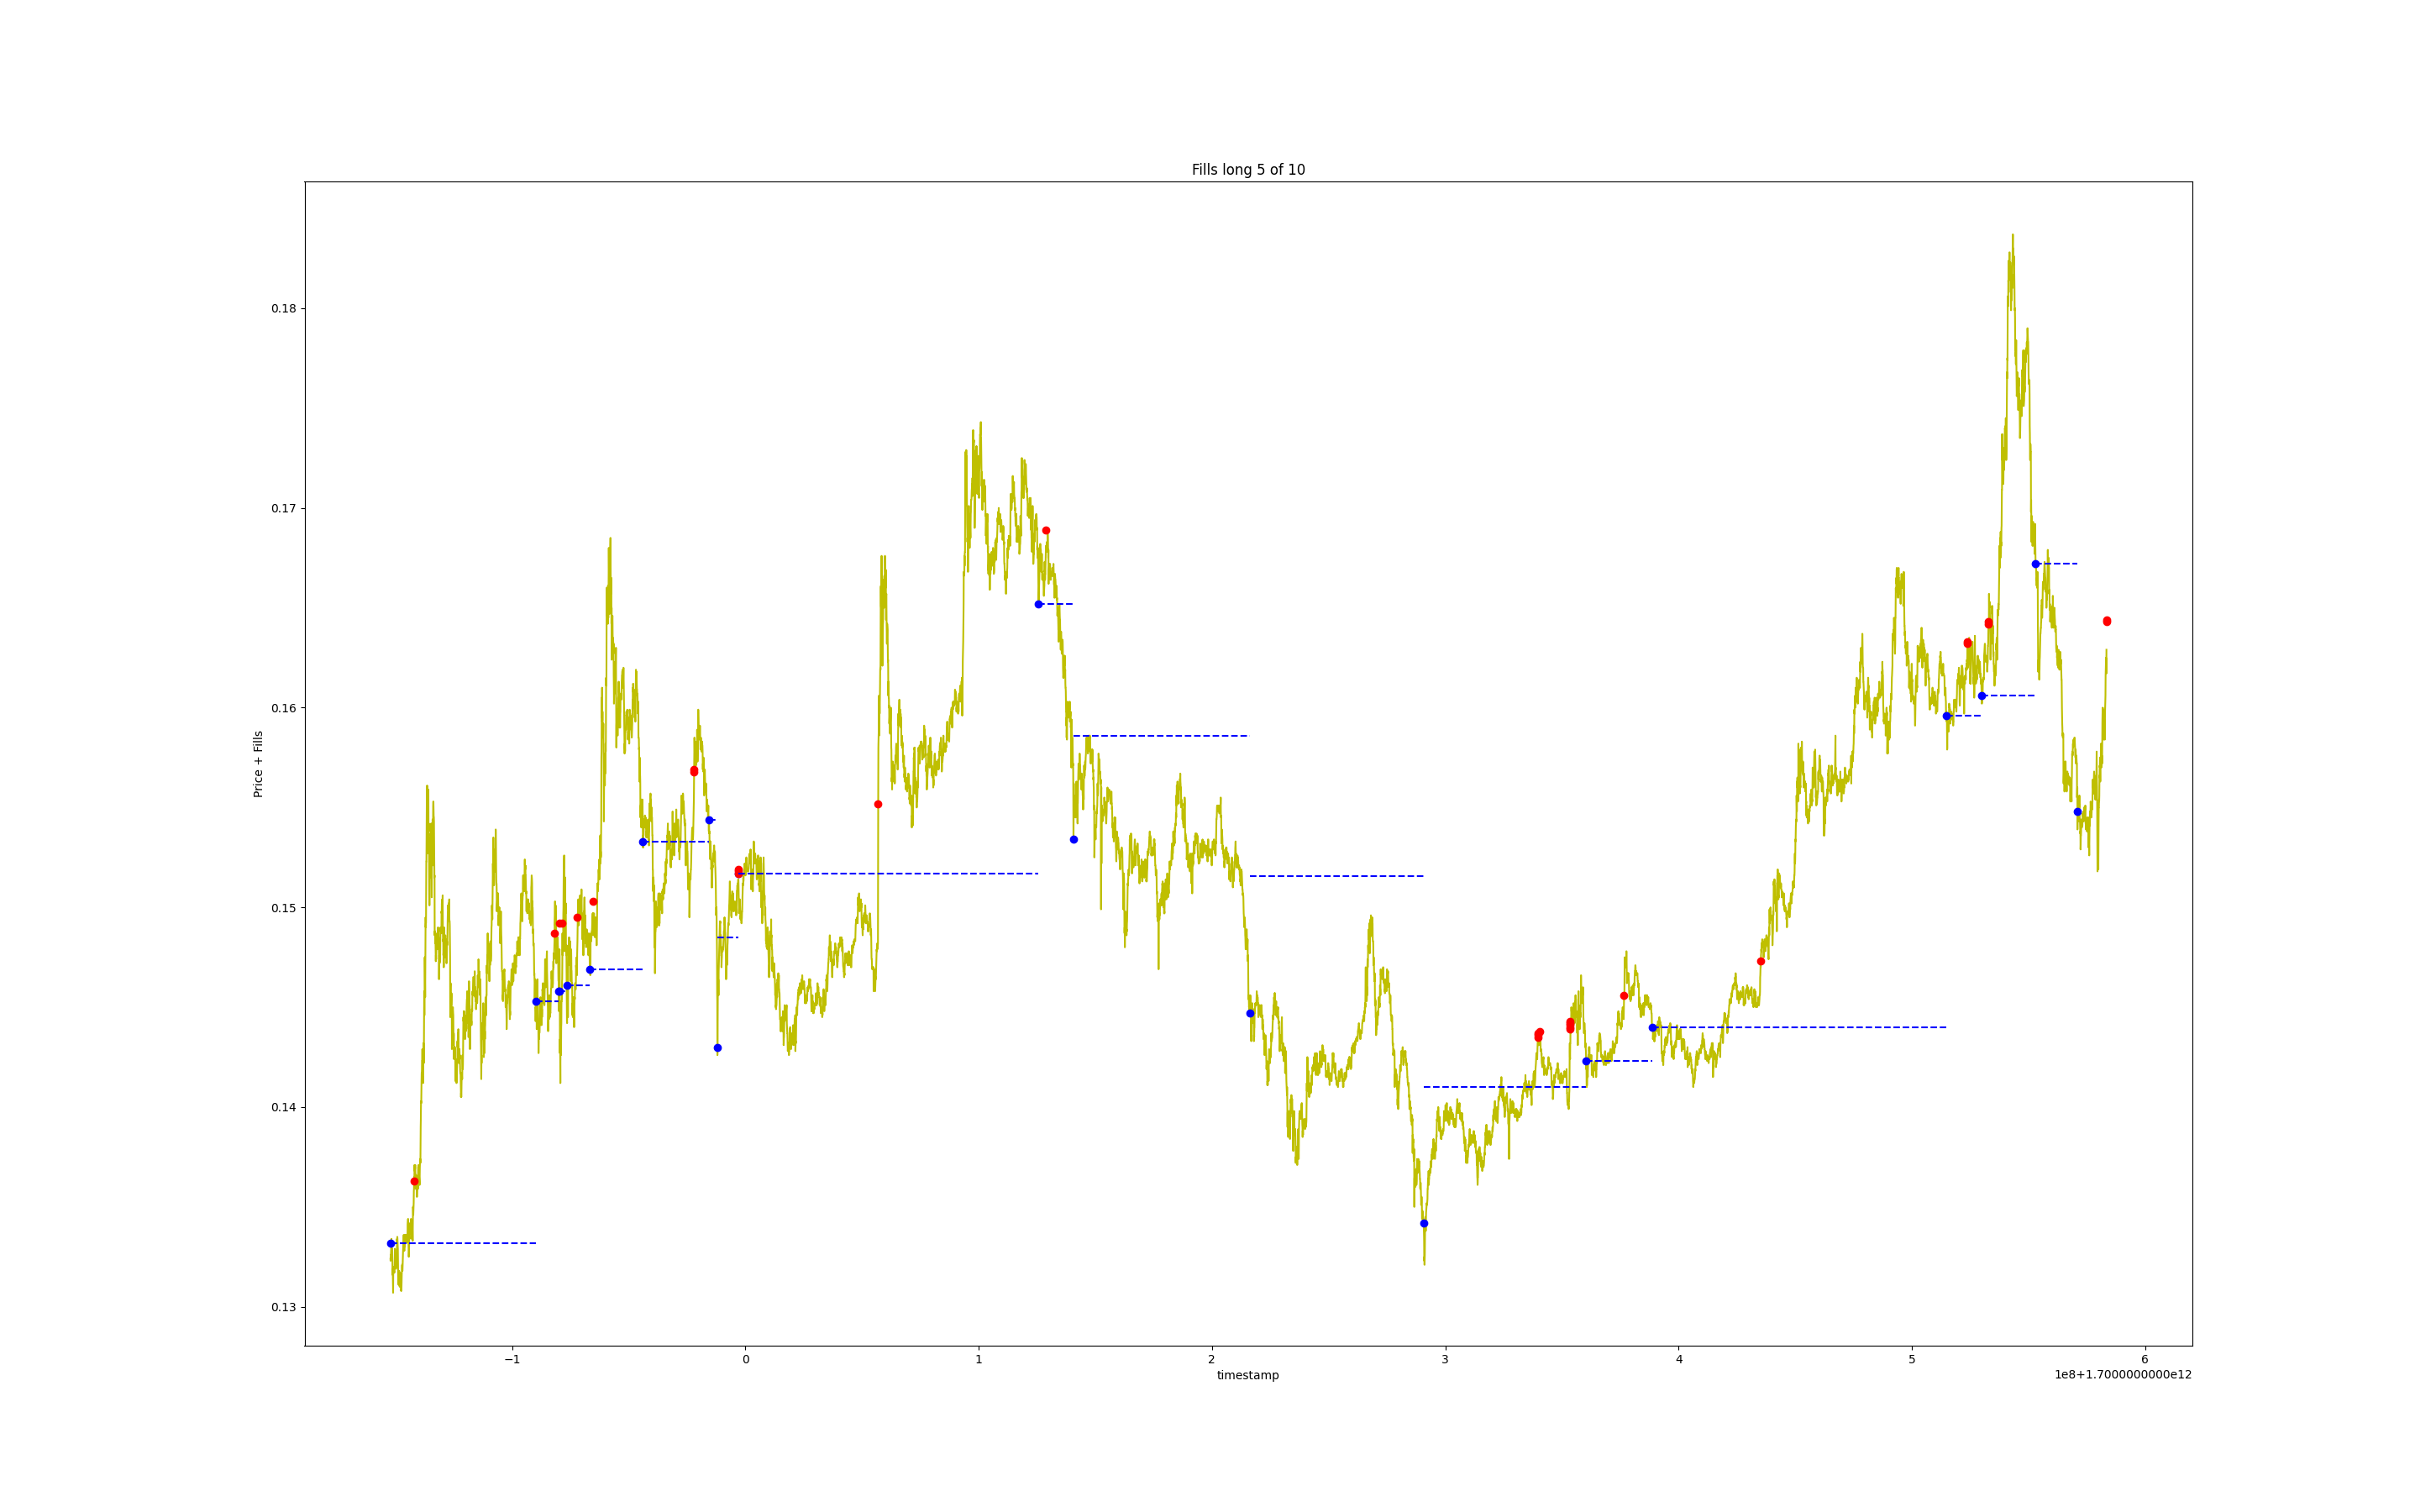 Fills long 5 of 10
Price + Fills
0.18
0.17
0.16
0.15
0.14
0.13
−1 0 1 2 3 4 5 6
timestamp
1e8+1.7000000000e12